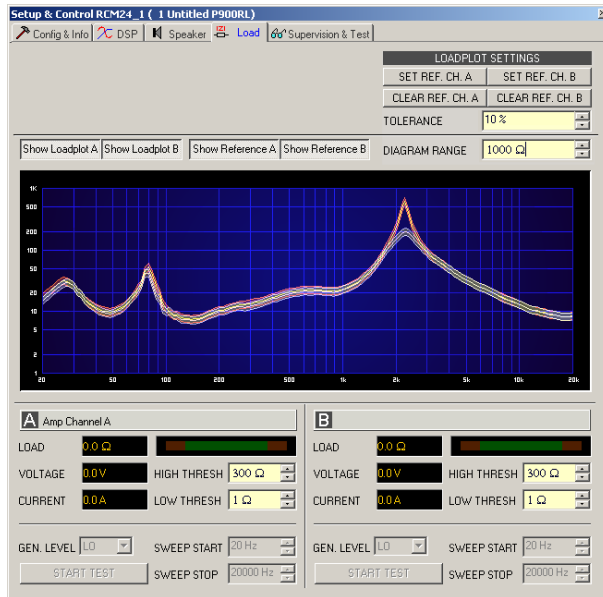 Setup & Control RCM24_1 ( 1 Untitled P900RL)
Config & Info DSP Speaker |Z| Load Supervision & Test
LOADPLOT SETTINGS
SET REF. CH. A SET REF. CH. B
CLEAR REF. CH. A CLEAR REF. CH. B
TOLERANCE 10 %
Show Loadplot A Show Loadplot B Show Reference A Show Reference B DIAGRAM RANGE 1000 Ω
1K
500
200
100
50
20
10
5
2
1
20 50 100 200 500 1k 2k 5k 10k 20k
A Amp Channel A B
LOAD 0.0 Ω LOAD 0.0 Ω
VOLTAGE 0.0 V HIGH THRESH 300 Ω VOLTAGE 0.0 V HIGH THRESH 300 Ω
CURRENT 0.0 A LOW THRESH 1 Ω CURRENT 0.0 A LOW THRESH 1 Ω
GEN. LEVEL LO SWEEP START 20 Hz GEN. LEVEL LO SWEEP START 20 Hz
START TEST SWEEP STOP 20000 Hz START TEST SWEEP STOP 20000 Hz